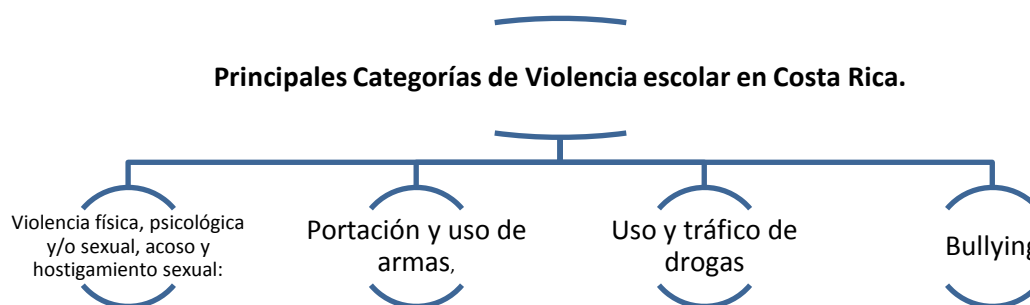 Principales Categorías de Violencia escolar en Costa Rica.
Violencia física, psicológica
y/o sexual, acoso y
hostigamiento sexual:
Portación y uso de
armas,
Uso y tráfico de
drogas
Bullying